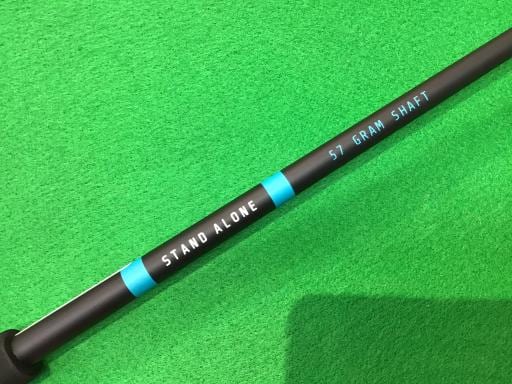 STAND ALONE
57 GRAM SHAFT